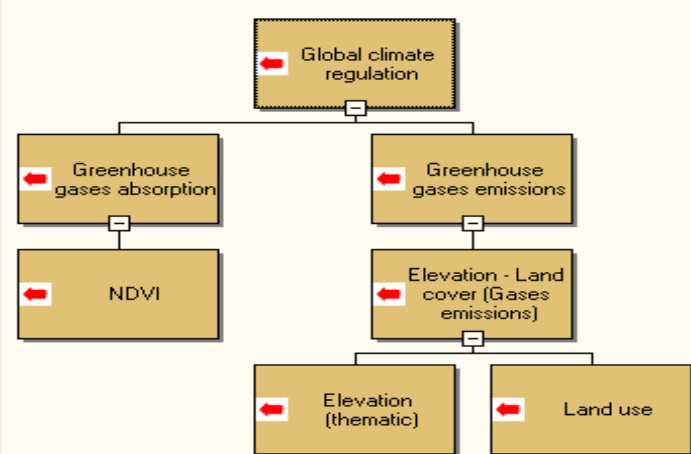 Global climate
regulation
Greenhouse
gases absorption
Greenhouse
gases emissions
NDVI
Elevation - Land
cover (Gases
emissions)
Elevation
(thematic)
Land use